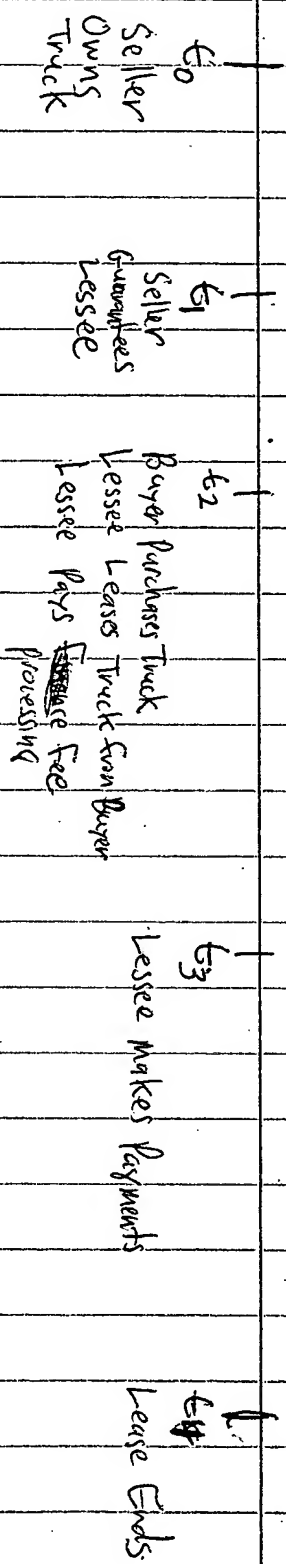 t0
Seller
Owns
Truck
t1
Seller
Guarantees
Lessee
t2
Buyer Purchases Truck
Lessee Leases Truck from Buyer
Lessee Pays fee
Processing
t3
Lessee Makes Payments
t4
Lease Ends.